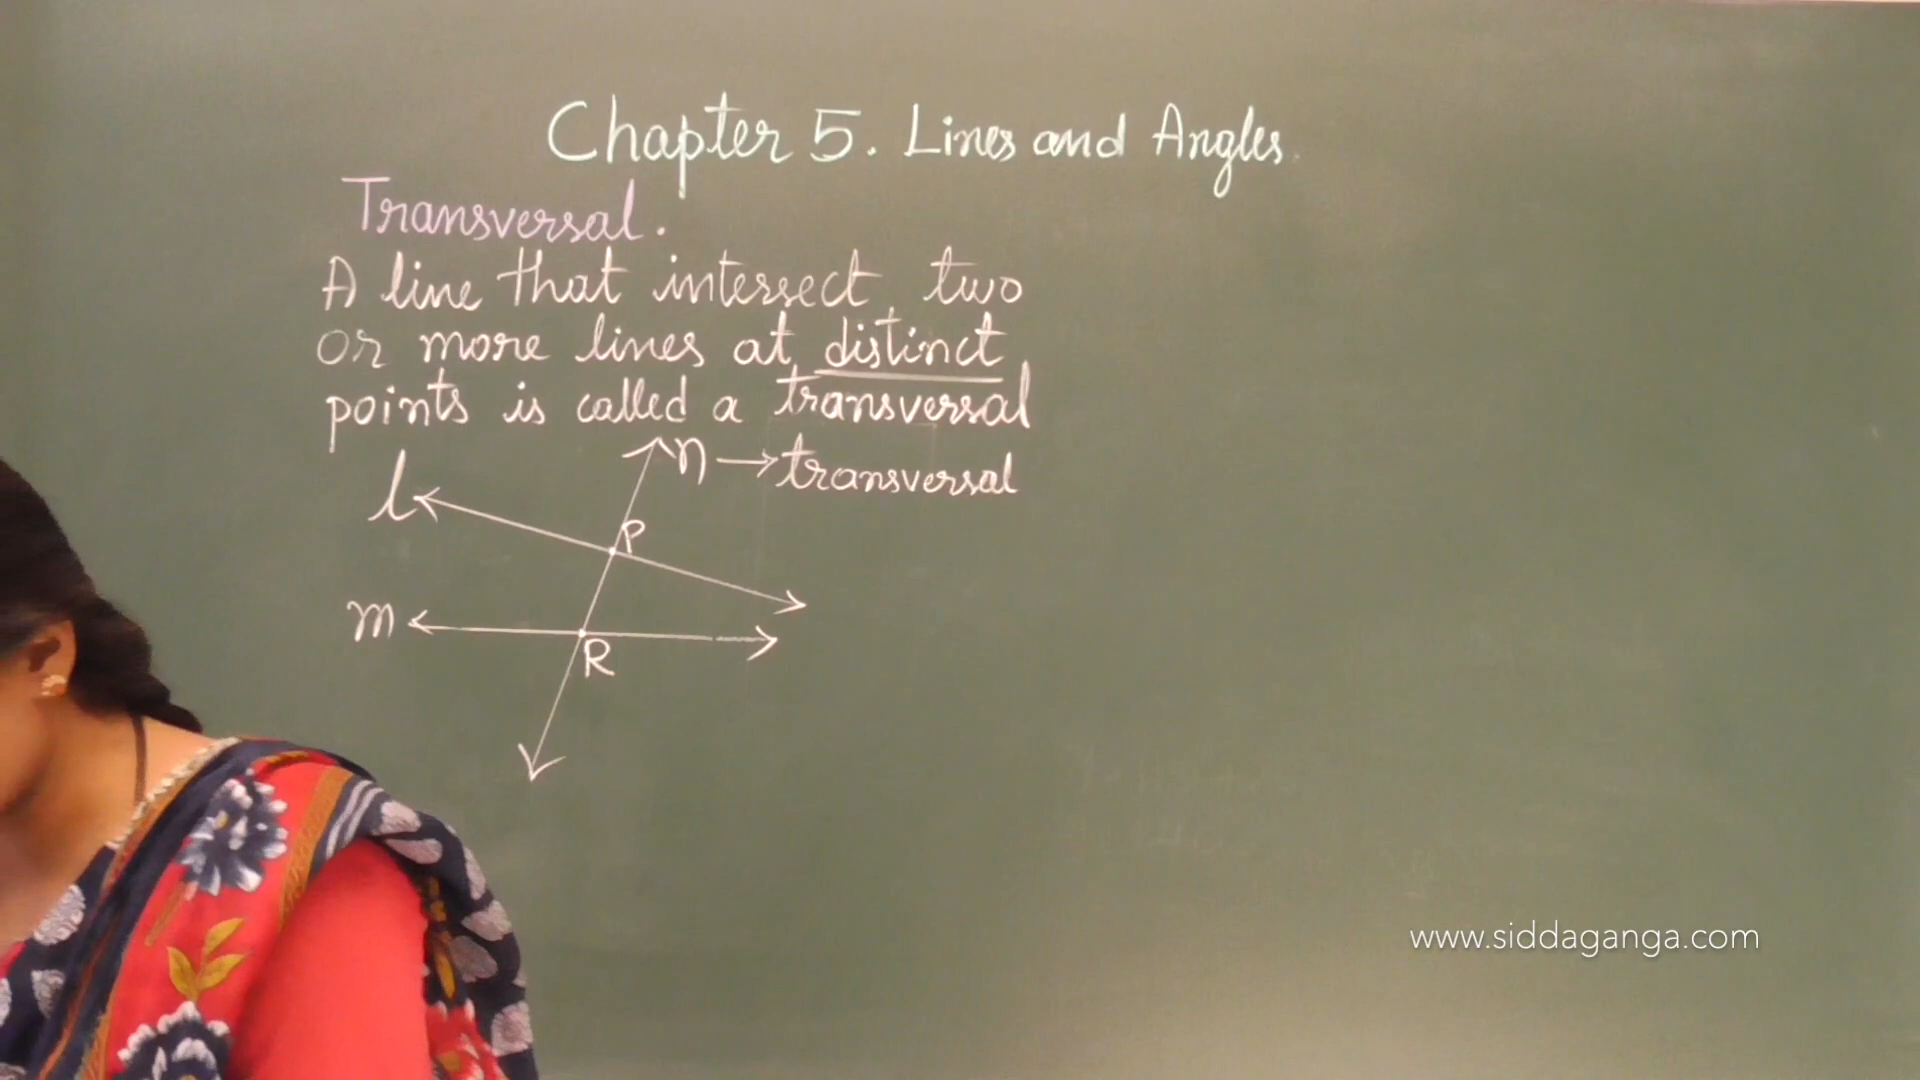 Chapter 5. Lines and Angles.
Transversal.
A line that intersect two
or more lines at distinct
points is called a transversal
n → transversal
l
P
m
R
www.siddaganga.com